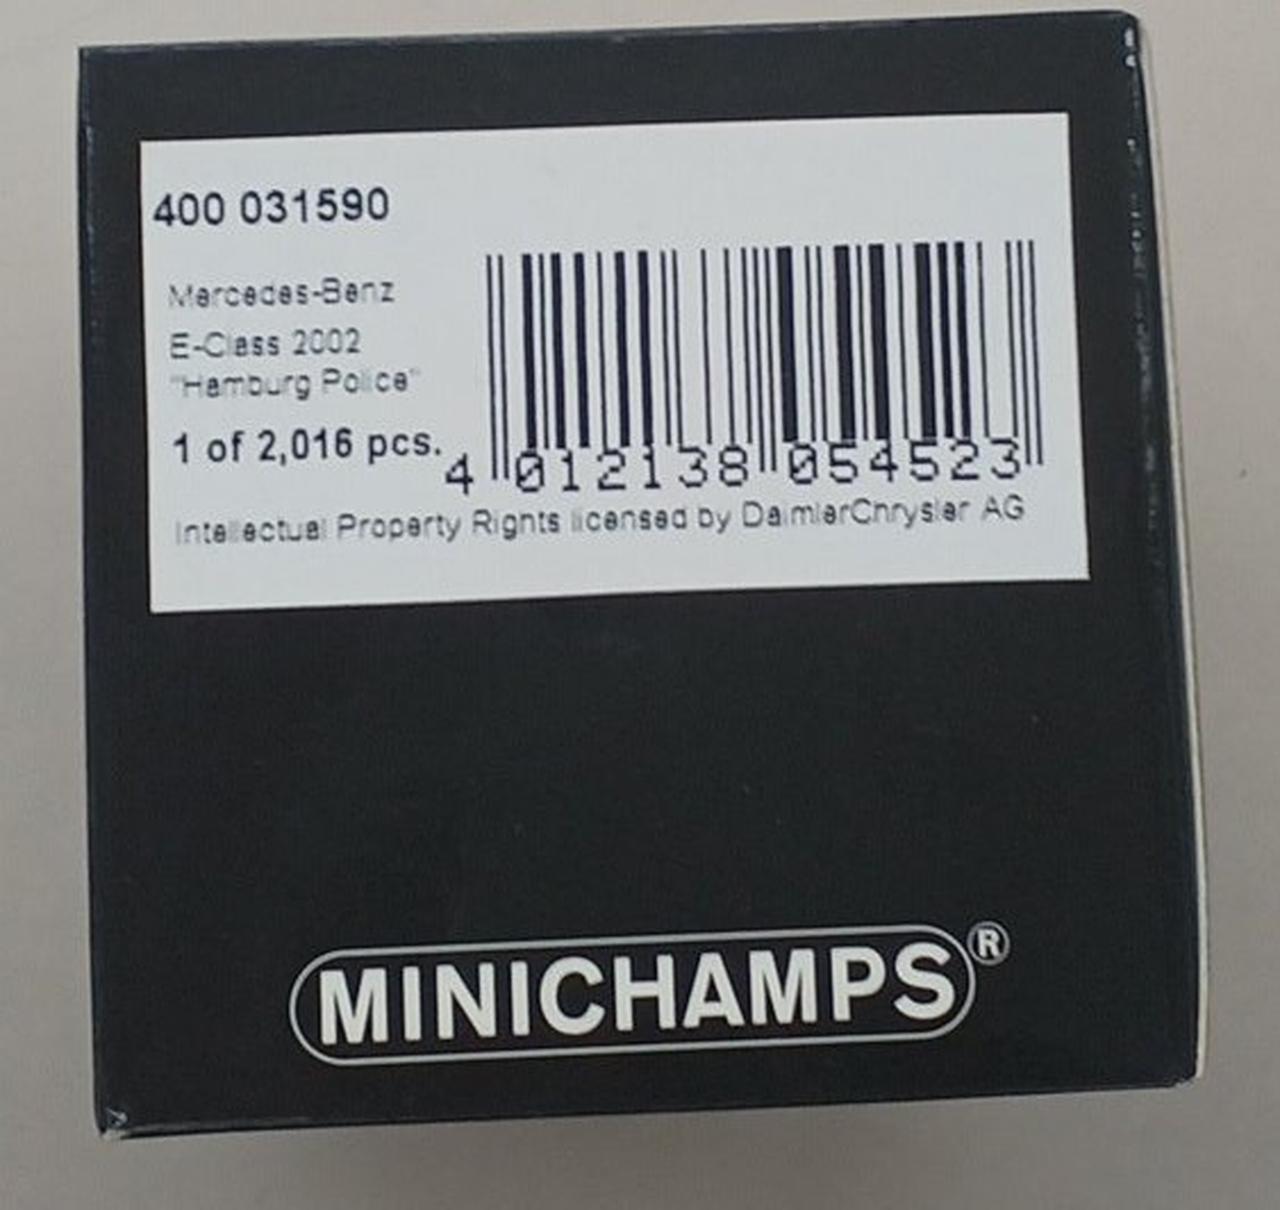 400 031590
Mercedes-Benz
E-Class 2002
"Hamburg Police"
1 of 2,016 pcs.
4 012138 054523
Intellectual Property Rights licensed by DaimlerChrysler AG
MINICHAMPS®